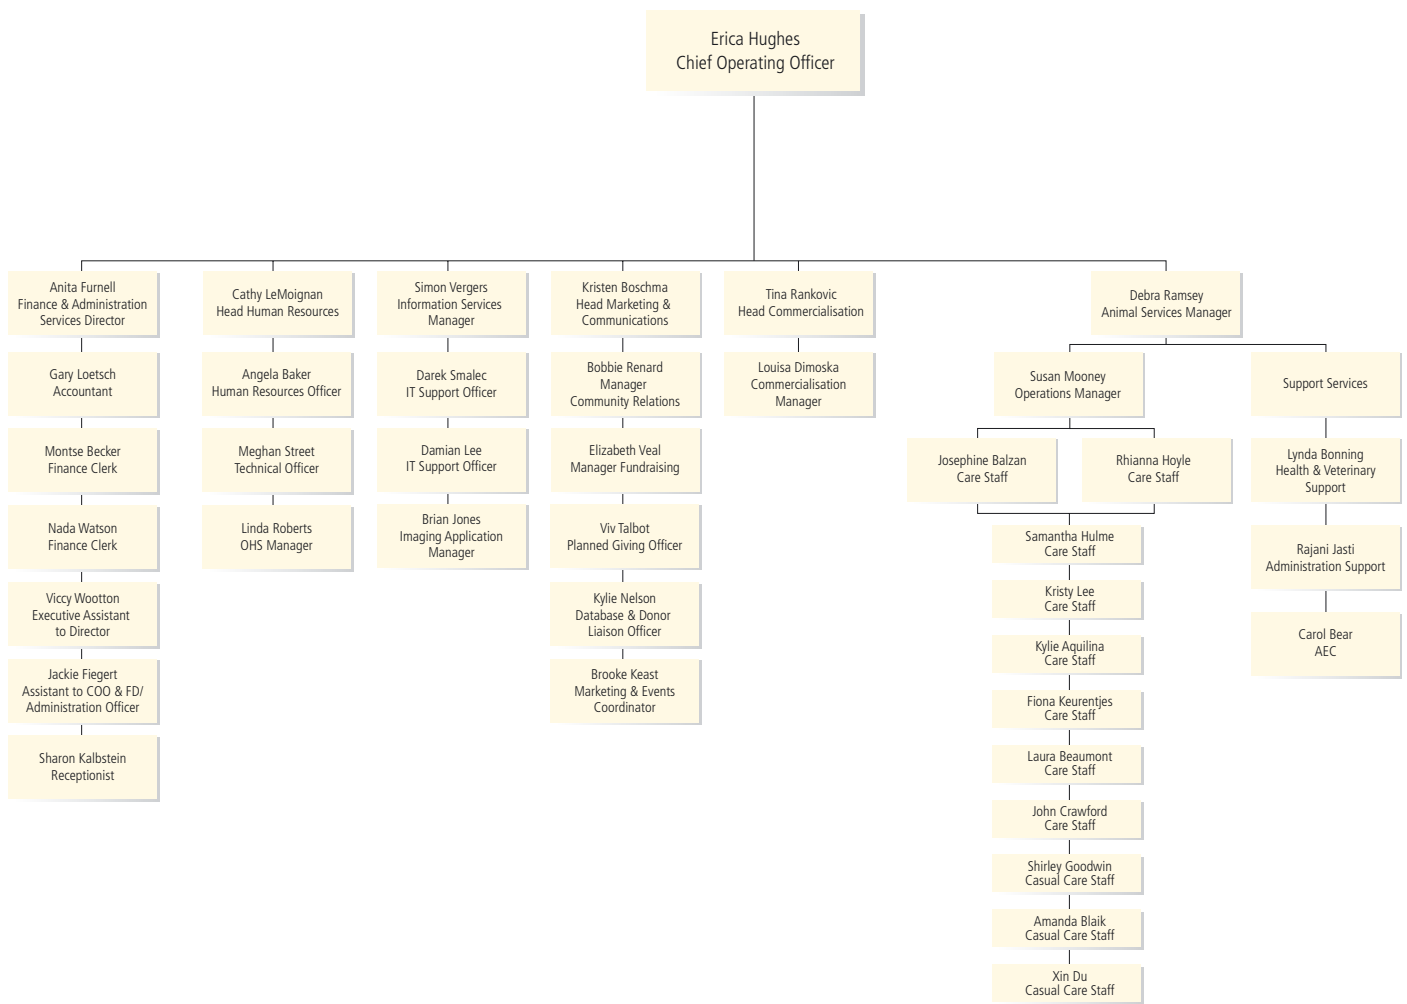 Erica Hughes
Chief Operating Officer
Anita Furnell
Finance & Administration
Services Director
Gary Loetsch
Accountant
Montse Becker
Finance Clerk
Nada Watson
Finance Clerk
Viccy Wootton
Executive Assistant
to Director
Jackie Fiegert
Assistant to COO & FD/
Administration Officer
Sharon Kalbstein
Receptionist
Cathy LeMoignan
Head Human Resources
Angela Baker
Human Resources Officer
Meghan Street
Technical Officer
Linda Roberts
OHS Manager
Simon Vergers
Information Services
Manager
Darek Smalec
IT Support Officer
Damian Lee
IT Support Officer
Brian Jones
Imaging Application
Manager
Kristen Boschma
Head Marketing &
Communications
Bobbie Renard
Manager
Community Relations
Elizabeth Veal
Manager Fundraising
Viv Talbot
Planned Giving Officer
Kylie Nelson
Database & Donor
Liaison Officer
Brooke Keast
Marketing & Events
Coordinator
Tina Rankovic
Head Commercialisation
Louisa Dimoska
Commercialisation
Manager
Debra Ramsey
Animal Services Manager
Susan Mooney
Operations Manager
Josephine Balzan
Care Staff
Rhianna Hoyle
Care Staff
Samantha Hulme
Care Staff
Kristy Lee
Care Staff
Kylie Aquilina
Care Staff
Fiona Keurentjes
Care Staff
Laura Beaumont
Care Staff
John Crawford
Care Staff
Shirley Goodwin
Casual Care Staff
Amanda Blaik
Casual Care Staff
Xin Du
Casual Care Staff
Support Services
Lynda Bonning
Health & Veterinary
Support
Rajani Jasti
Administration Support
Carol Bear
AEC